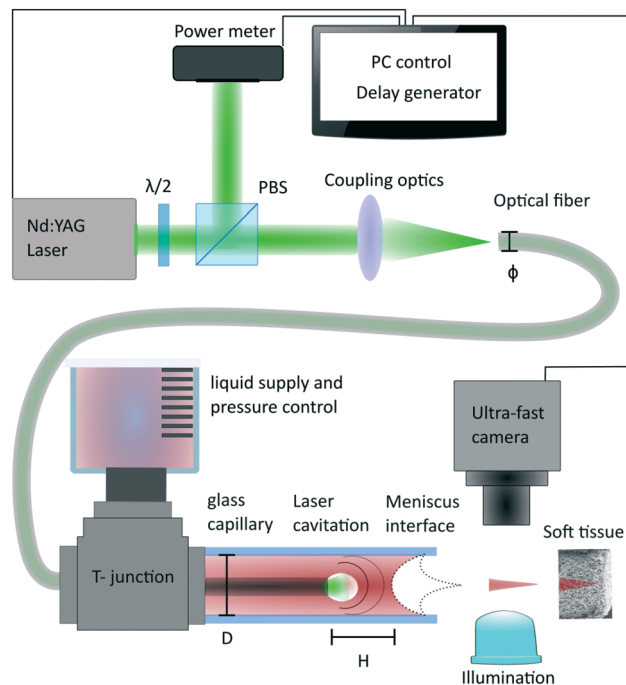 Power meter
PC control
Delay generator
λ/2
PBS
Coupling optics
Optical fiber
Nd:YAG
Laser
ϕ
liquid supply and
pressure control
Ultra-fast
camera
glass
capillary
Laser
cavitation
Meniscus
interface
Soft tissue
T- junction
D
H
Illumination